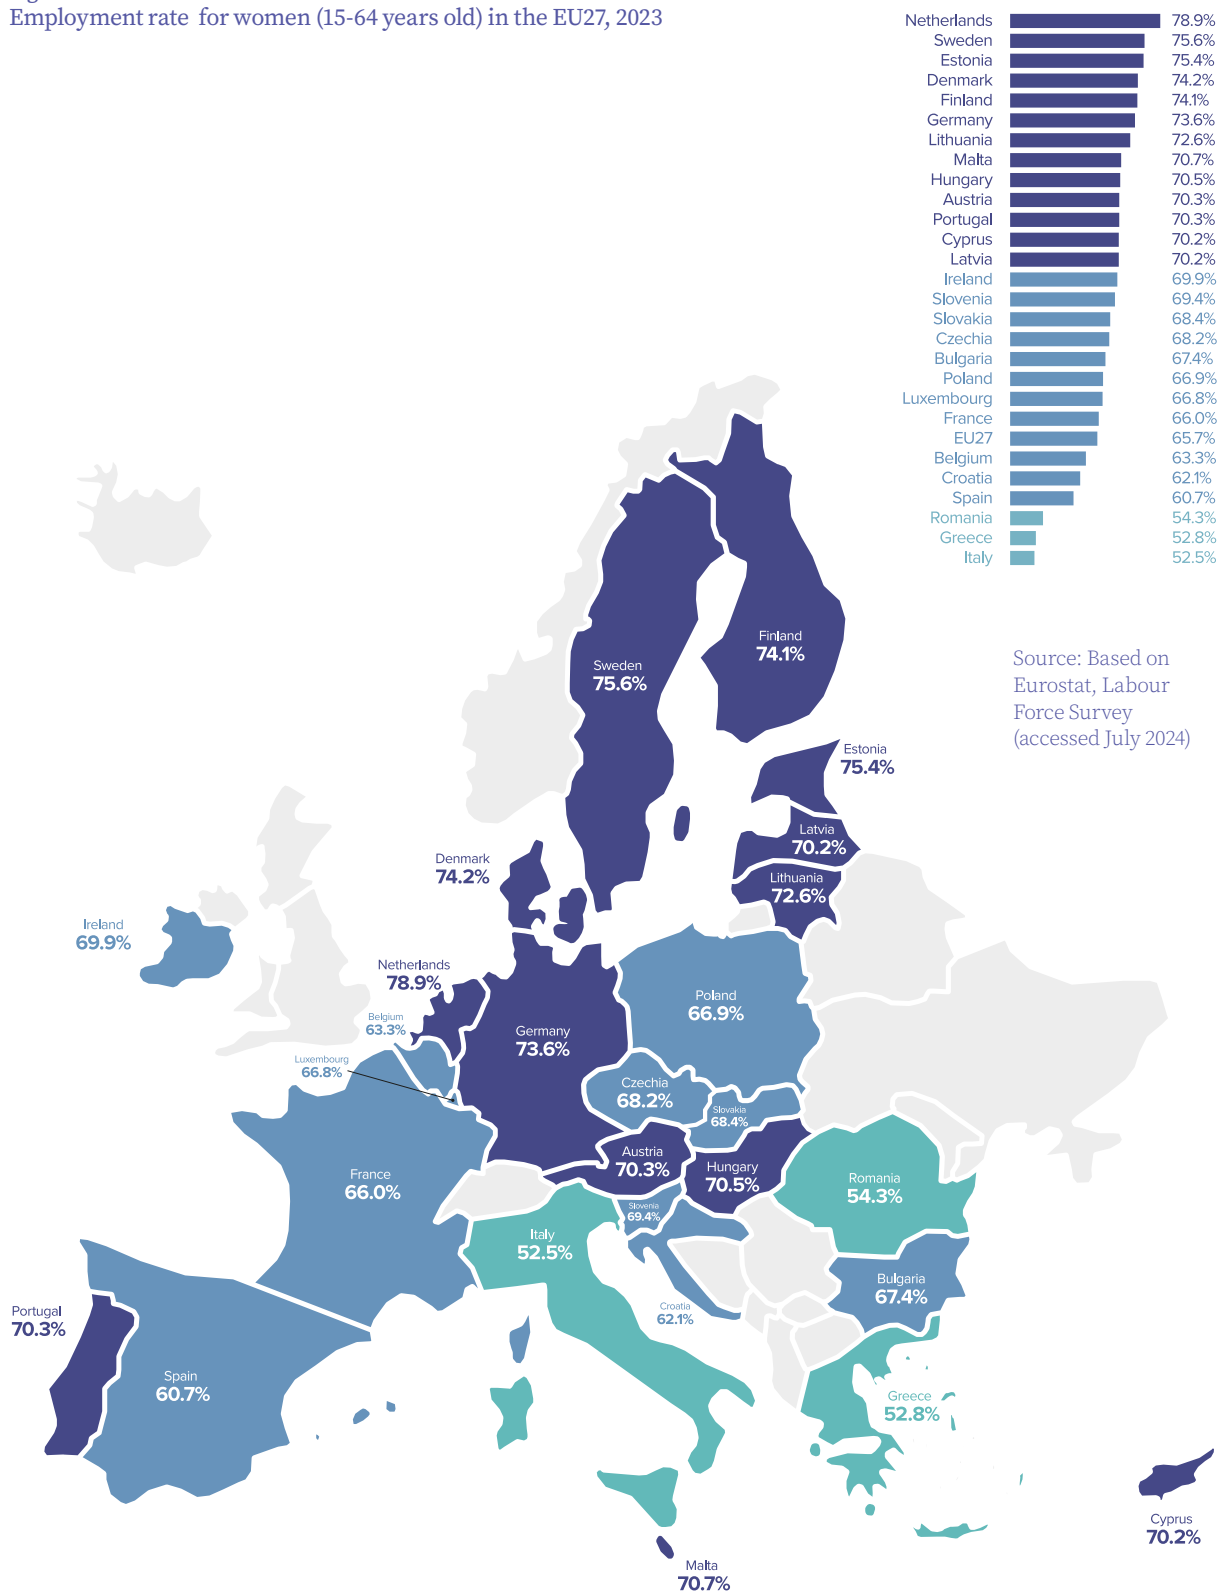 Employment rate for women (15-64 years old) in the EU27, 2023
Netherlands 78.9%
Sweden 75.6%
Estonia 75.4%
Denmark 74.2%
Finland 74.1%
Germany 73.6%
Lithuania 72.6%
Malta 70.7%
Hungary 70.5%
Austria 70.3%
Portugal 70.3%
Cyprus 70.2%
Latvia 70.2%
Ireland 69.9%
Slovenia 69.4%
Slovakia 68.4%
Czechia 68.2%
Bulgaria 67.4%
Poland 66.9%
Luxembourg 66.8%
France 66.0%
EU27 65.7%
Belgium 63.3%
Croatia 62.1%
Spain 60.7%
Romania 54.3%
Greece 52.8%
Italy 52.5%
Source: Based on
Eurostat, Labour
Force Survey
(accessed July 2024)
Finland
74.1%
Sweden
75.6%
Estonia
75.4%
Latvia
70.2%
Denmark
74.2%
Lithuania
72.6%
Ireland
69.9%
Netherlands
78.9%
Poland
66.9%
Belgium
63.3%
Germany
73.6%
Luxembourg
66.8%
Czechia
68.2%
Slovakia
68.4%
Austria
70.3%
Hungary
70.5%
France
66.0%
Romania
54.3%
Slovenia
69.4%
Italy
52.5%
Bulgaria
67.4%
Croatia
62.1%
Portugal
70.3%
Spain
60.7%
Greece
52.8%
Cyprus
70.2%
Malta
70.7%